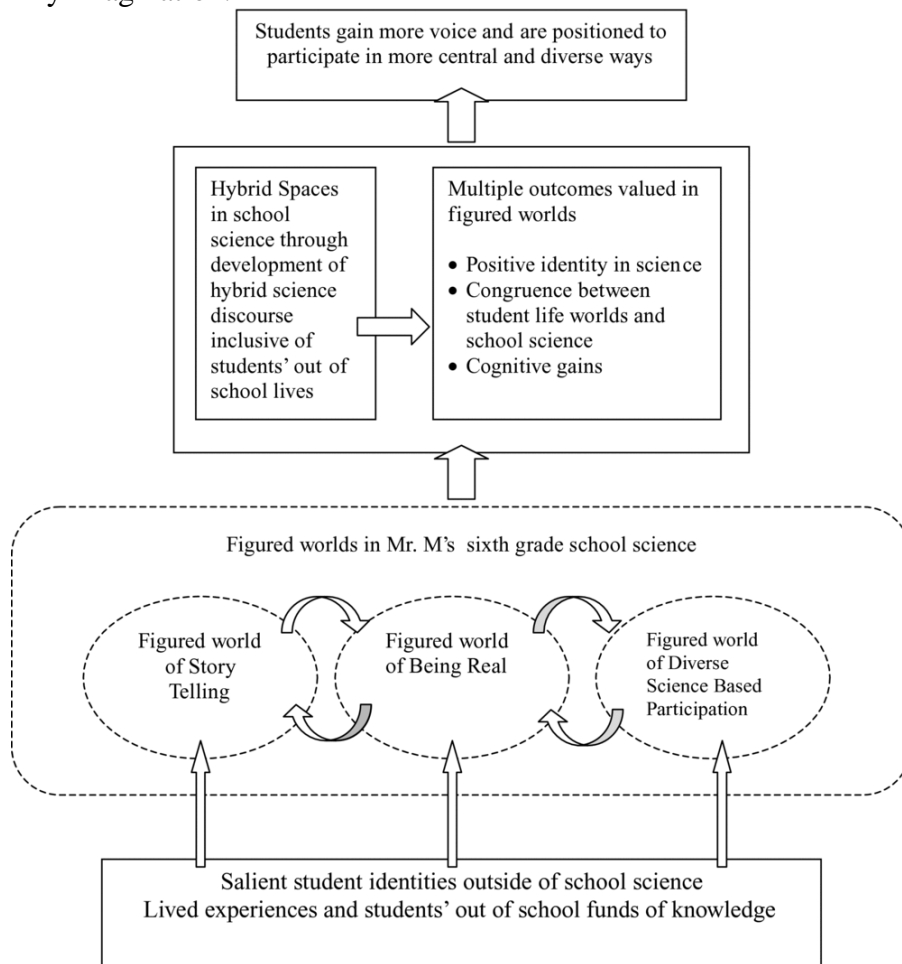 Students gain more voice and are positioned to
participate in more central and diverse ways
Hybrid Spaces
in school
science through
development of
hybrid science
discourse
inclusive of
students' out of
school lives
Multiple outcomes valued in
figured worlds
• Positive identity in science
• Congruence between
student life worlds and
school science
• Cognitive gains
Figured worlds in Mr. M's sixth grade school science
Figured world
of Story
Telling
Figured world
of Being Real
Figured world
of Diverse
Science Based
Participation
Salient student identities outside of school science
Lived experiences and students' out of school funds of knowledge